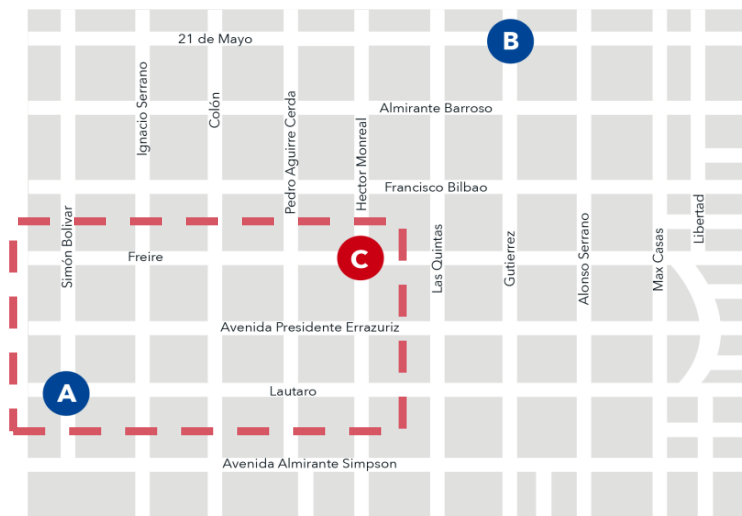 21 de Mayo
B
Ignacio Serrano
Colón
Pedro Aguirre Cerda
Hector Monreal
Almirante Barroso
Francisco Bilbao
Simón Bolivar
Freire
C
Las Quintas
Gutierrez
Alonso Serrano
Max Casas
Libertad
Avenida Presidente Errazuriz
A
Lautaro
Avenida Almirante Simpson